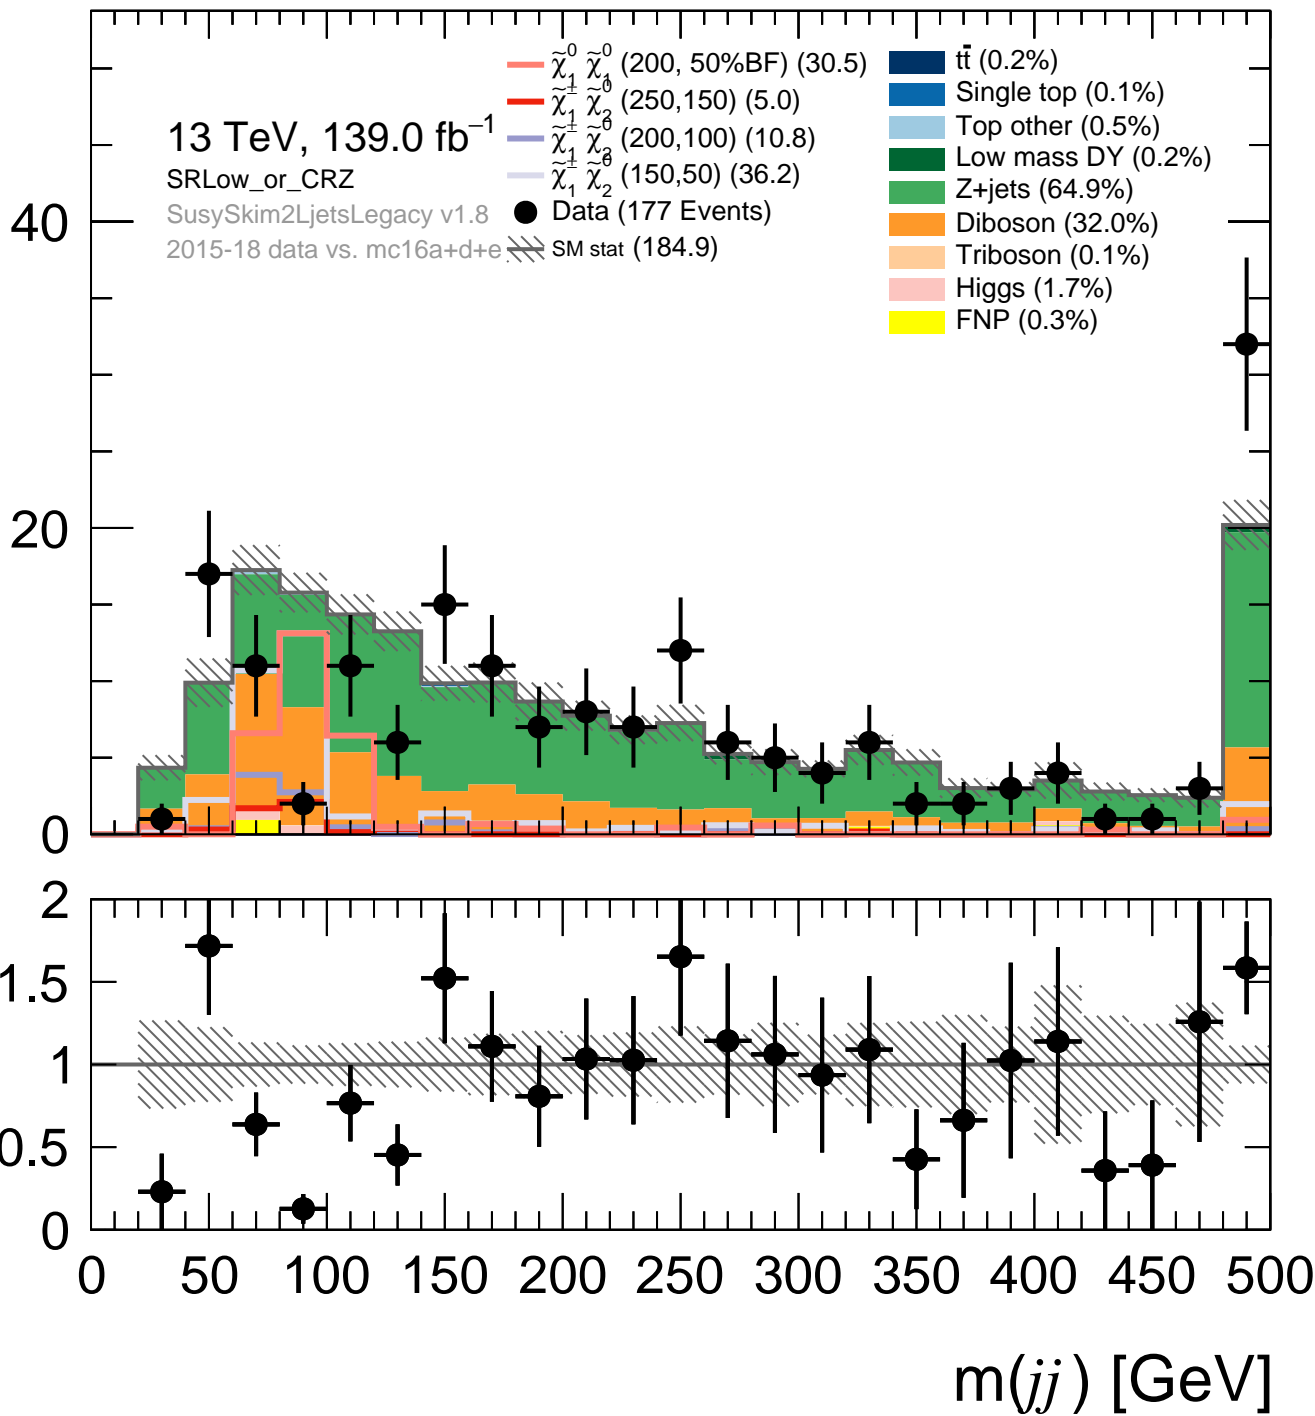 13 TeV, 139.0 fb⁻¹
SRLow_or_CRZ
SusySkim2LjetsLegacy v1.8
2015-18 data vs. mc16a+d+e
χ̃₁⁰ χ̃₁⁰ (200, 50%BF) (30.5)
χ̃₁± χ̃₂⁰ (250,150) (5.0)
χ̃₁± χ̃₂⁰ (200,100) (10.8)
χ̃₁± χ̃₂⁰ (150,50) (36.2)
Data (177 Events)
SM stat (184.9)
tt̄ (0.2%)
Single top (0.1%)
Top other (0.5%)
Low mass DY (0.2%)
Z+jets (64.9%)
Diboson (32.0%)
Triboson (0.1%)
Higgs (1.7%)
FNP (0.3%)
40
20
0
2
1.5
1
0.5
0
0 50 100 150 200 250 300 350 400 450 500
m(jj) [GeV]